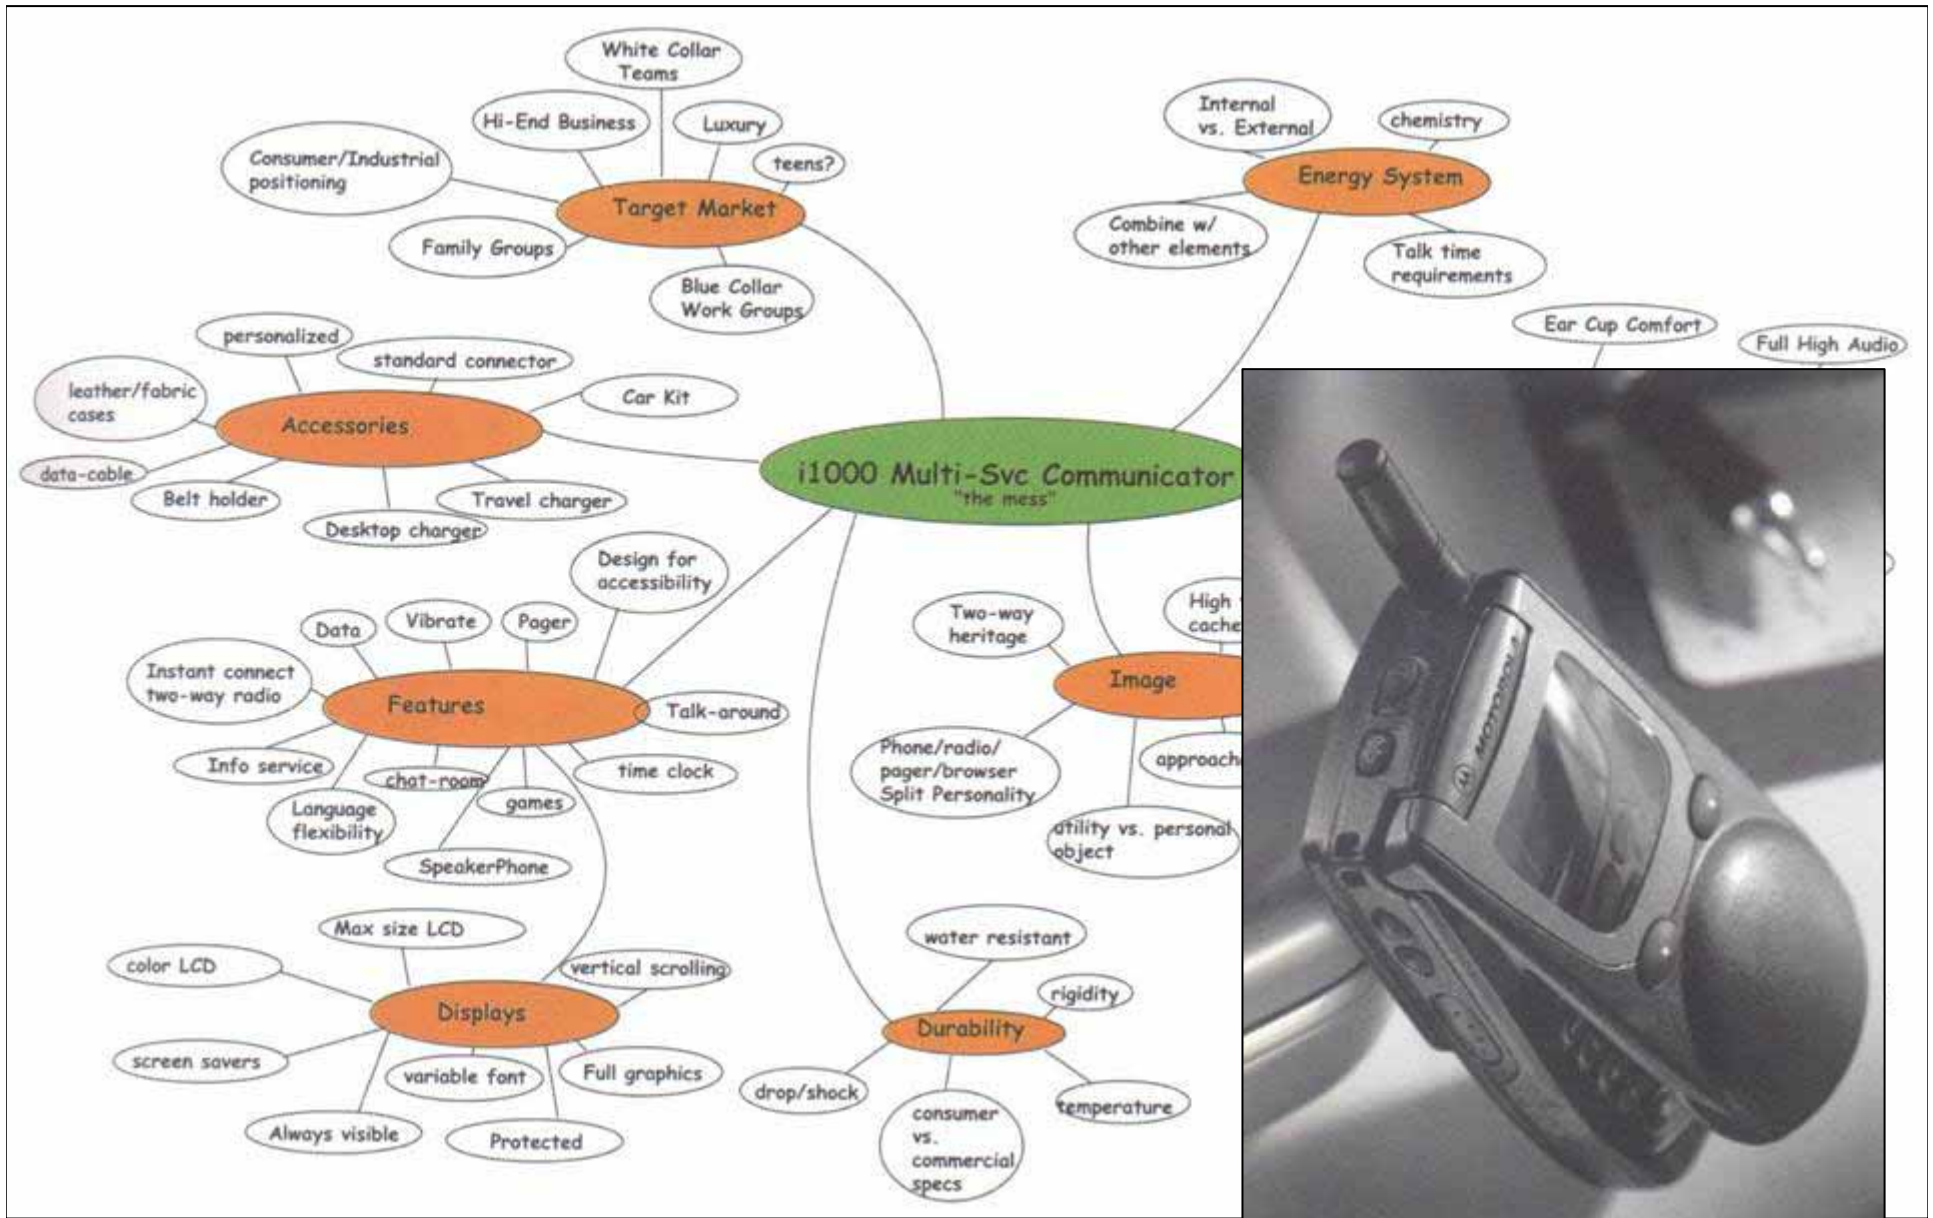 White Collar
Teams
Hi-End Business
Luxury
teens?
Consumer/Industrial
positioning
Target Market
Family Groups
Blue Collar
Work Groups
Internal
vs. External
chemistry
Energy System
Combine w/
other elements
Talk time
requirements
Ear Cup Comfort
Full High Audio
personalized
standard connector
leather/fabric
cases
Car Kit
Accessories
data-cable
Belt holder
Travel charger
Desktop charger
i1000 Multi-Svc Communicator
"the mess"
Design for
accessibility
Data
Vibrate
Pager
Instant connect
two-way radio
Features
Talk-around
Info service
chat-room
time clock
games
Language
flexibility
SpeakerPhone
Two-way
heritage
High
cache
Image
Phone/radio/
pager/browser
Split Personality
approach
utility vs. personal
object
MOTOROLA
Max size LCD
color LCD
vertical scrolling
Displays
screen savers
variable font
Full graphics
Always visible
Protected
water resistant
rigidity
Durability
drop/shock
temperature
consumer
vs.
commercial
specs